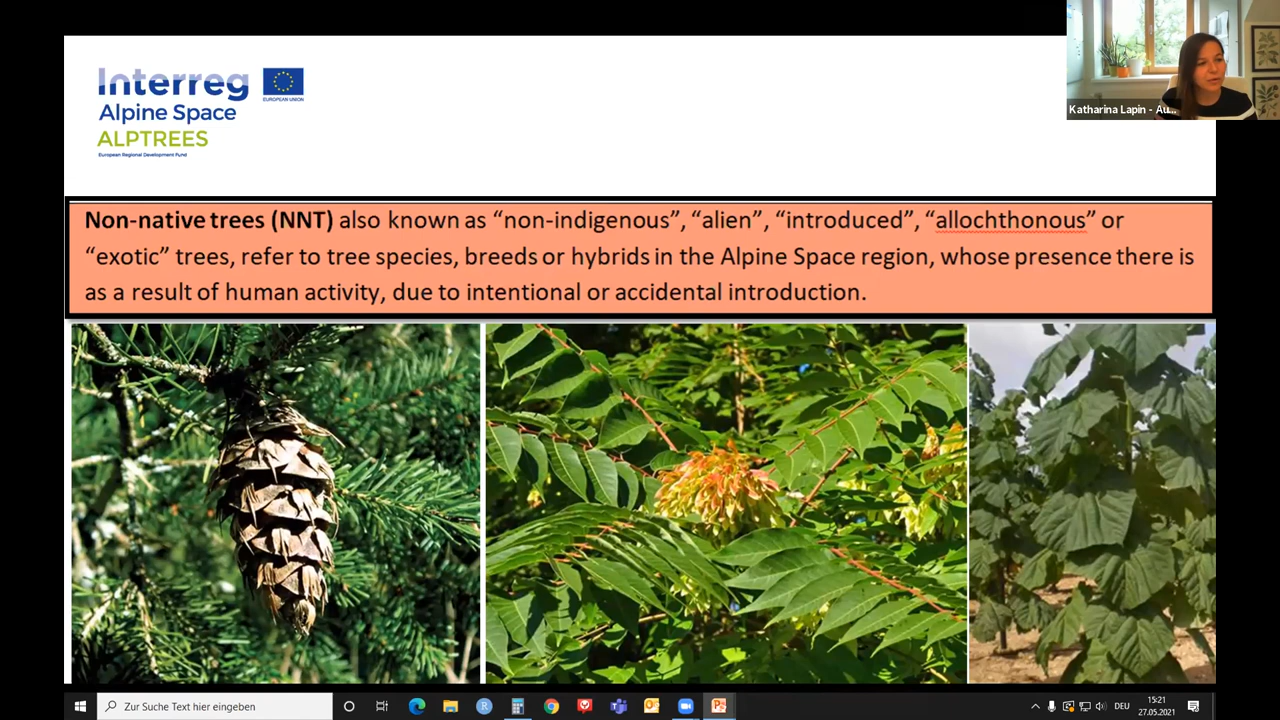 Interreg
EUROPEAN UNION
Alpine Space
ALPTREES
European Regional Development Fund
Katharina Lapin - Au...
Non-native trees (NNT) also known as “non-indigenous”, “alien”, “introduced”, “allochthonous” or
“exotic” trees, refer to tree species, breeds or hybrids in the Alpine Space region, whose presence there is
as a result of human activity, due to intentional or accidental introduction.
Zur Suche Text hier eingeben
DEU
15:21
27.05.2021